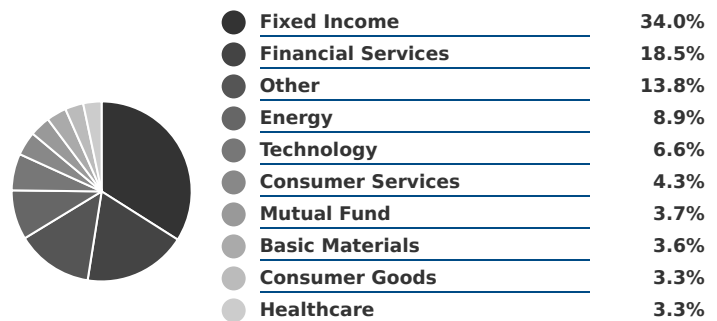 Fixed Income 34.0%
Financial Services 18.5%
Other 13.8%
Energy 8.9%
Technology 6.6%
Consumer Services 4.3%
Mutual Fund 3.7%
Basic Materials 3.6%
Consumer Goods 3.3%
Healthcare 3.3%